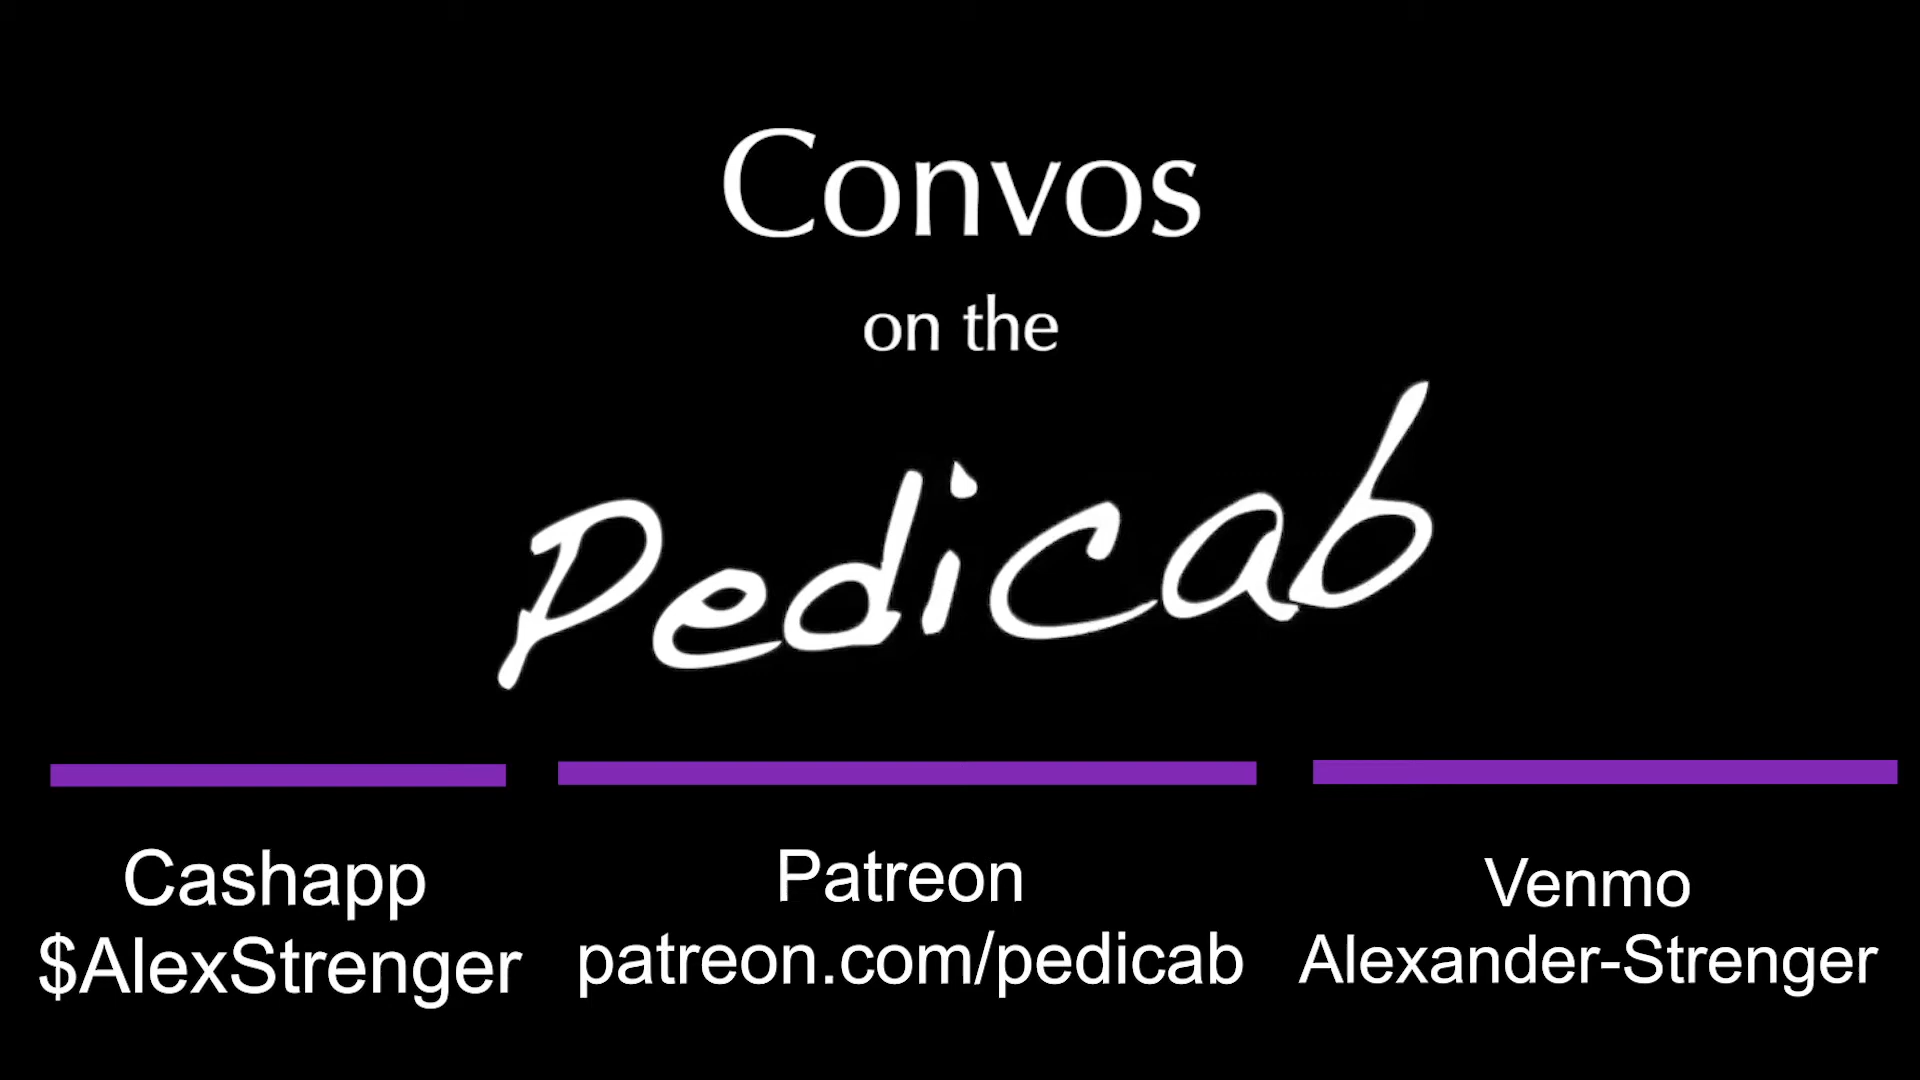 Convos
on the
Pedicab
Cashapp
$AlexStrenger
Patreon
patreon.com/pedicab
Venmo
Alexander-Strenger